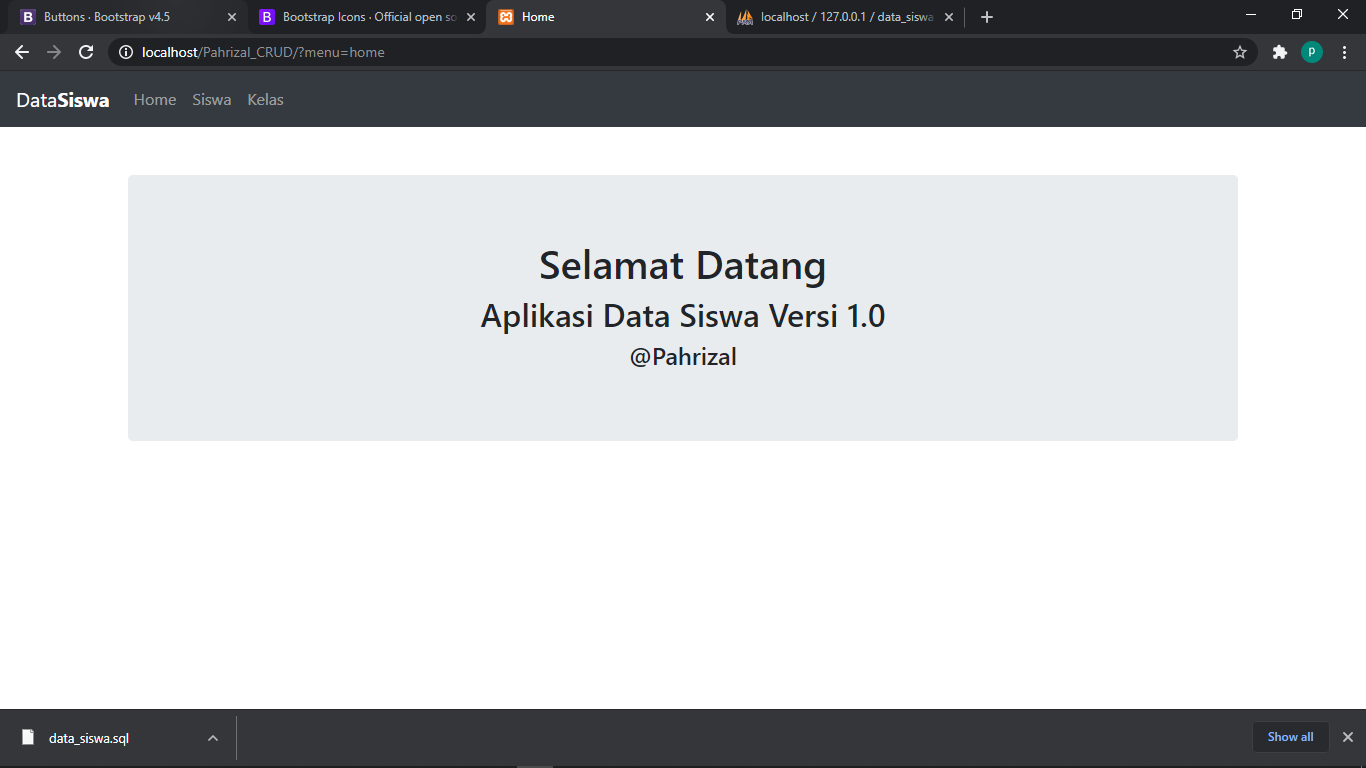 Buttons · Bootstrap v4.5
Bootstrap Icons · Official open so
Home
localhost / 127.0.0.1 / data_siswa
localhost/Pahrizal_CRUD/?menu=home
p
DataSiswa Home Siswa Kelas
Selamat Datang
Aplikasi Data Siswa Versi 1.0
@Pahrizal
data_siswa.sql
Show all